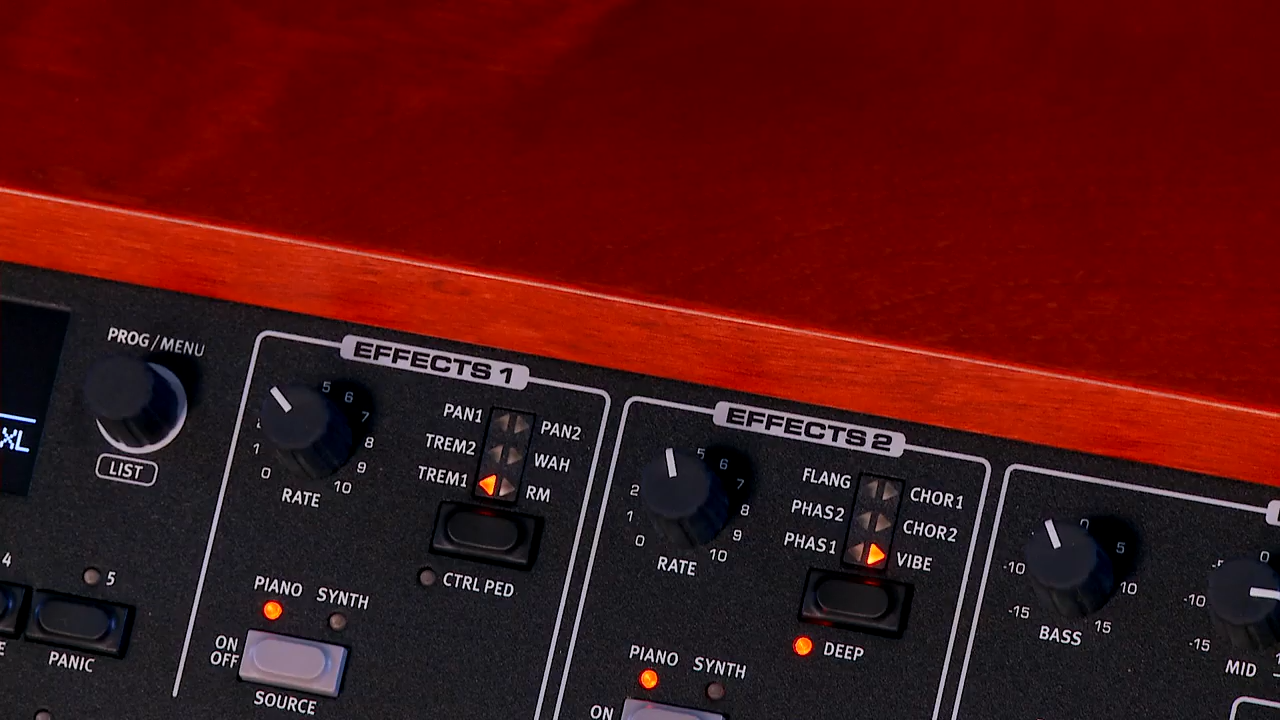 PROG/MENU
LIST
XL
4
5
PANIC
EFFECTS 1
0
1
5
6
7
8
9
10
RATE
PAN1
PAN2
TREM2
WAH
TREM1
RM
CTRL PED
PIANO
SYNTH
ON
OFF
SOURCE
EFFECTS 2
0
1
2
5
6
7
8
9
10
RATE
FLANG
CHOR1
PHAS2
CHOR2
PHAS1
VIBE
DEEP
PIANO
SYNTH
ON
-15
-10
0
5
10
15
BASS
-15
-10
0
MID